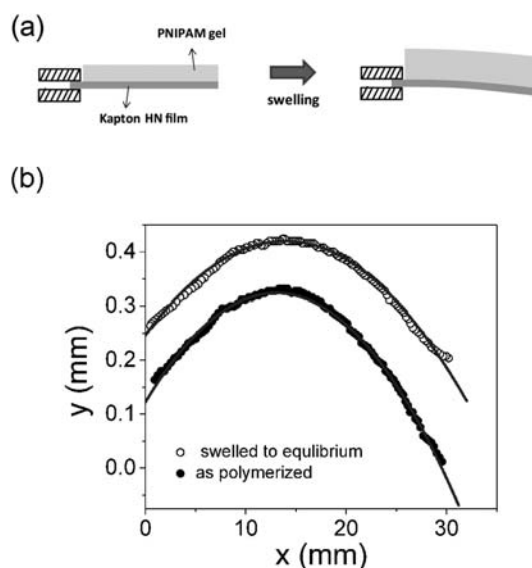 (a)
PNIPAM gel
swelling
Kapton HN film
(b)
0.4
0.3
0.2
0.1
0.0
y (mm)
swelled to equlibrium
as polymerized
0 10 20 30
x (mm)